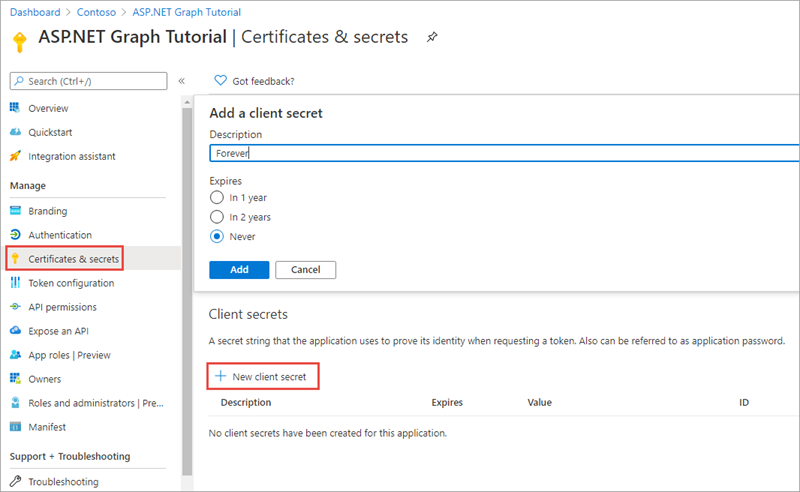 Dashboard > Contoso > ASP.NET Graph Tutorial
ASP.NET Graph Tutorial | Certificates & secrets
Search (Ctrl+/)
«
Overview
Quickstart
Integration assistant
Manage
Branding
Authentication
Certificates & secrets
Token configuration
API permissions
Expose an API
App roles | Preview
Owners
Roles and administrators | Pre...
Manifest
Support + Troubleshooting
Troubleshooting
Got feedback?
Add a client secret
Description
Forever
Expires
In 1 year
In 2 years
Never
Add Cancel
Client secrets
A secret string that the application uses to prove its identity when requesting a token. Also can be referred to as application password.
+ New client secret
Description Expires Value ID
No client secrets have been created for this application.